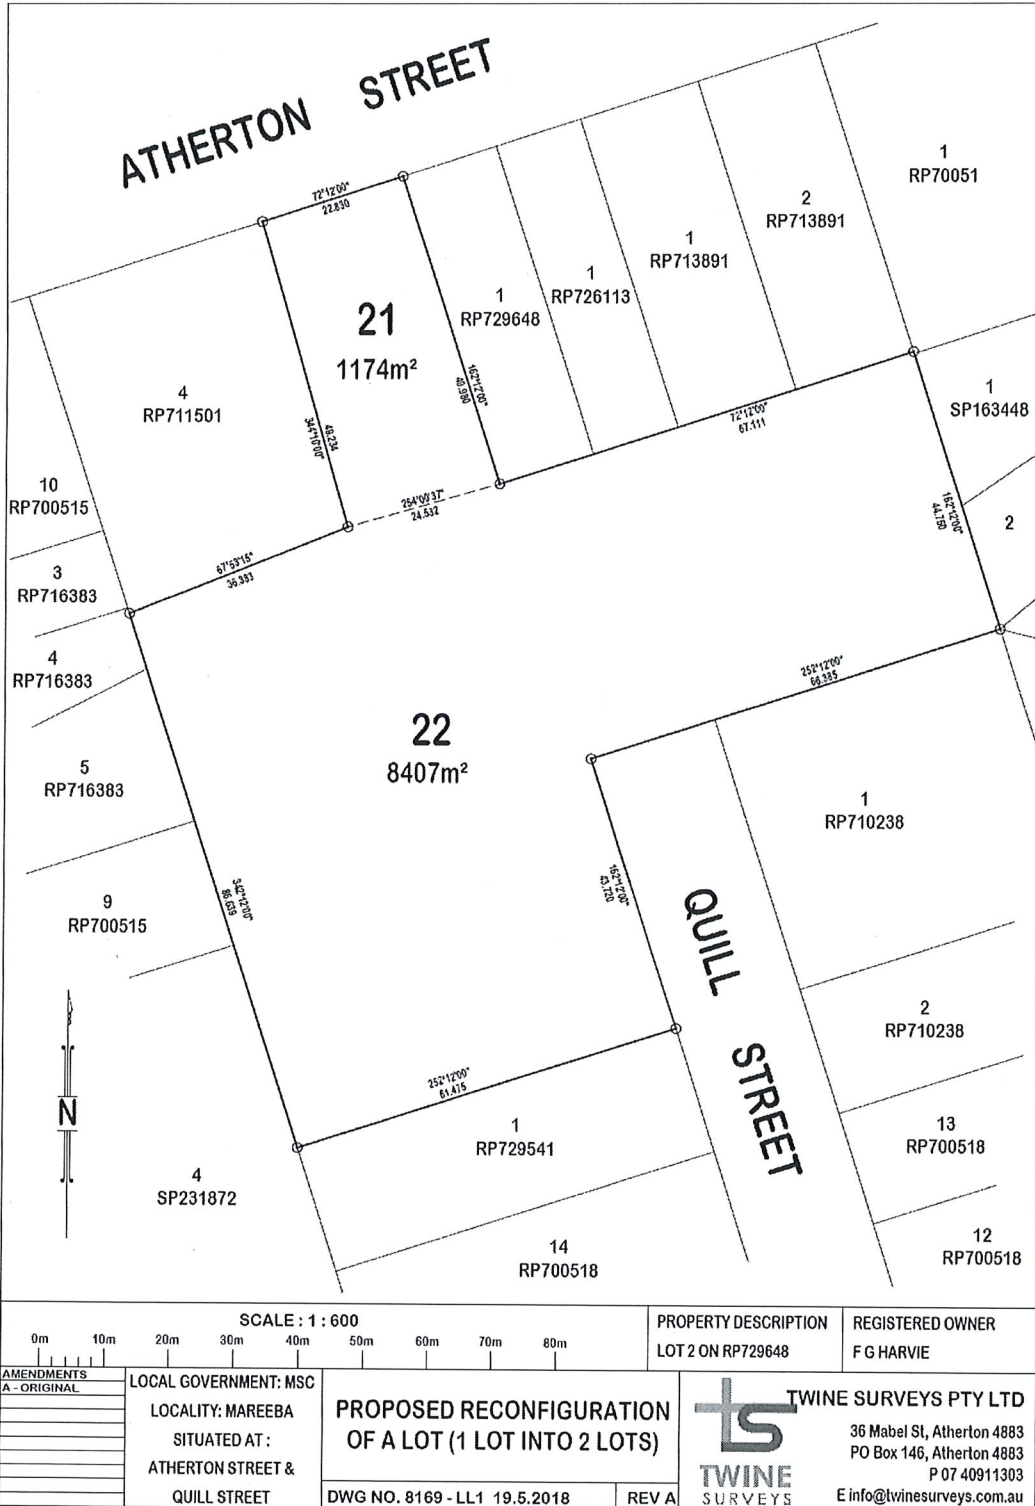 ATHERTON STREET
72°12'00"
22.830
1
RP70051
2
RP713891
1
RP713891
1
RP726113
1
RP729648
21
1174m²
162°12'00"
49.980
49.234
344°10'00"
4
RP711501
72°12'00"
67.111
1
SP163448
10
RP700515
254°00'37"
24.532
162°12'00"
44.750
2
3
RP716383
67°53'15"
36.383
4
RP716383
252°12'00"
66.385
22
8407m²
5
RP716383
1
RP710238
342°12'00"
86.639
162°12'00"
43.720
9
RP700515
QUILL STREET
2
RP710238
N
252°12'00"
61.475
1
RP729541
13
RP700518
4
SP231872
14
RP700518
12
RP700518
SCALE : 1 : 600
0m 10m 20m 30m 40m 50m 60m 70m 80m
PROPERTY DESCRIPTION
LOT 2 ON RP729648
REGISTERED OWNER
F G HARVIE
AMENDMENTS
A - ORIGINAL
LOCAL GOVERNMENT: MSC
LOCALITY: MAREEBA
SITUATED AT :
ATHERTON STREET &
QUILL STREET
PROPOSED RECONFIGURATION
OF A LOT (1 LOT INTO 2 LOTS)
DWG NO. 8169 - LL1 19.5.2018
REV A
ts
TWINE
SURVEYS
TWINE SURVEYS PTY LTD
36 Mabel St, Atherton 4883
PO Box 146, Atherton 4883
P 07 40911303
E info@twinesurveys.com.au